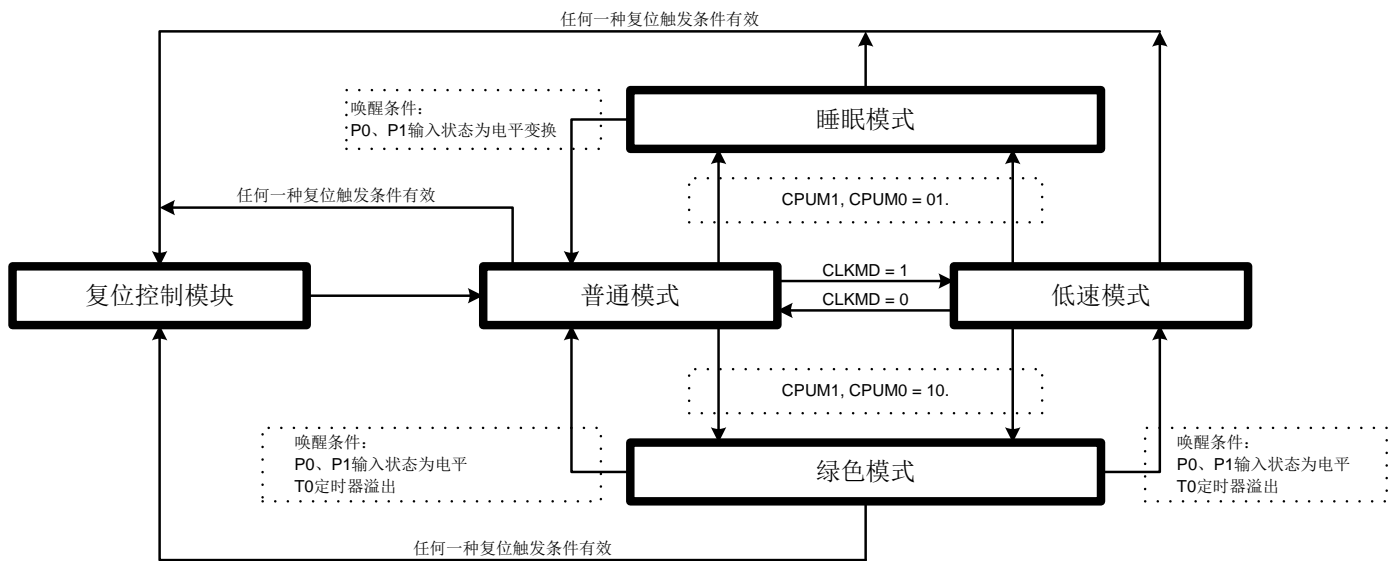 任何一种复位触发条件有效
唤醒条件：
P0、P1输入状态为电平变换
睡眠模式
任何一种复位触发条件有效
CPUM1, CPUM0 = 01.
复位控制模块
普通模式
CLKMD = 1
CLKMD = 0
低速模式
CPUM1, CPUM0 = 10.
唤醒条件：
P0、P1输入状态为电平
T0定时器溢出
绿色模式
唤醒条件：
P0、P1输入状态为电平
T0定时器溢出
任何一种复位触发条件有效